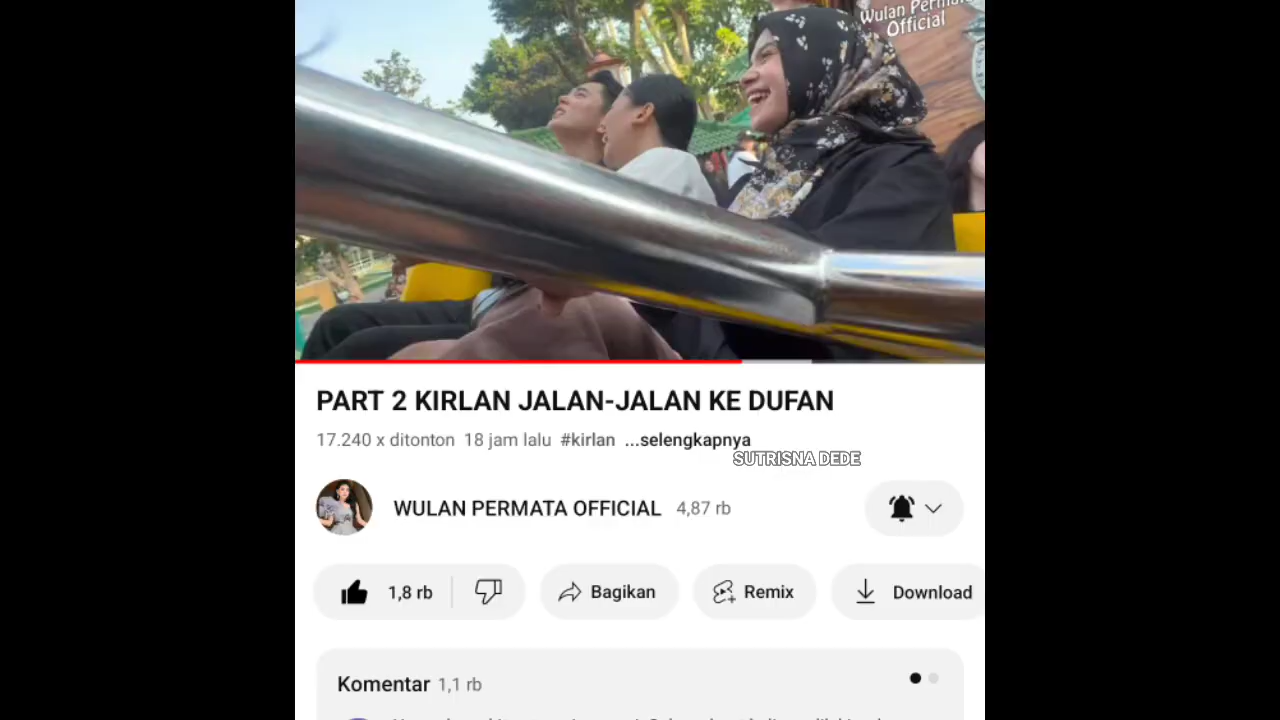 Wulan Permata
Official
PART 2 KIRLAN JALAN-JALAN KE DUFAN
17.240 x ditonton 18 jam lalu #kirlan ...selengkapnya
SUTRISNA DEDE
WULAN PERMATA OFFICIAL 4,87 rb
1,8 rb Bagikan Remix Download
Komentar 1,1 rb